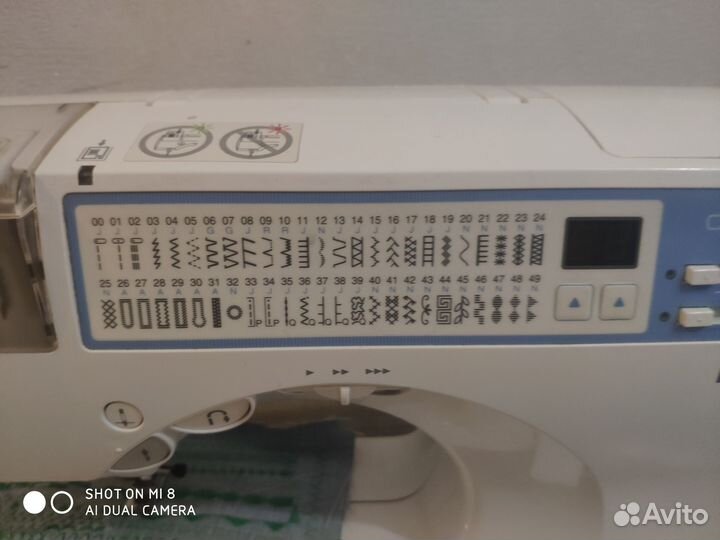 00 01 02 03 04 05 06 07 08 09 10 11 12 13 14 15 16 17 18 19 20 21 22 23 24
J J J J J J G G J R R J N J J J J J J J N N N N N
25 26 27 28 29 30 31 32 33 34 35 36 37 38 39 40 41 42 43 44 45 46 47 48 49
N A A A A A A N J J J J J J J N N N N N N N N N N
P P Q Q Q
SHOT ON MI 8
AI DUAL CAMERA
Avito